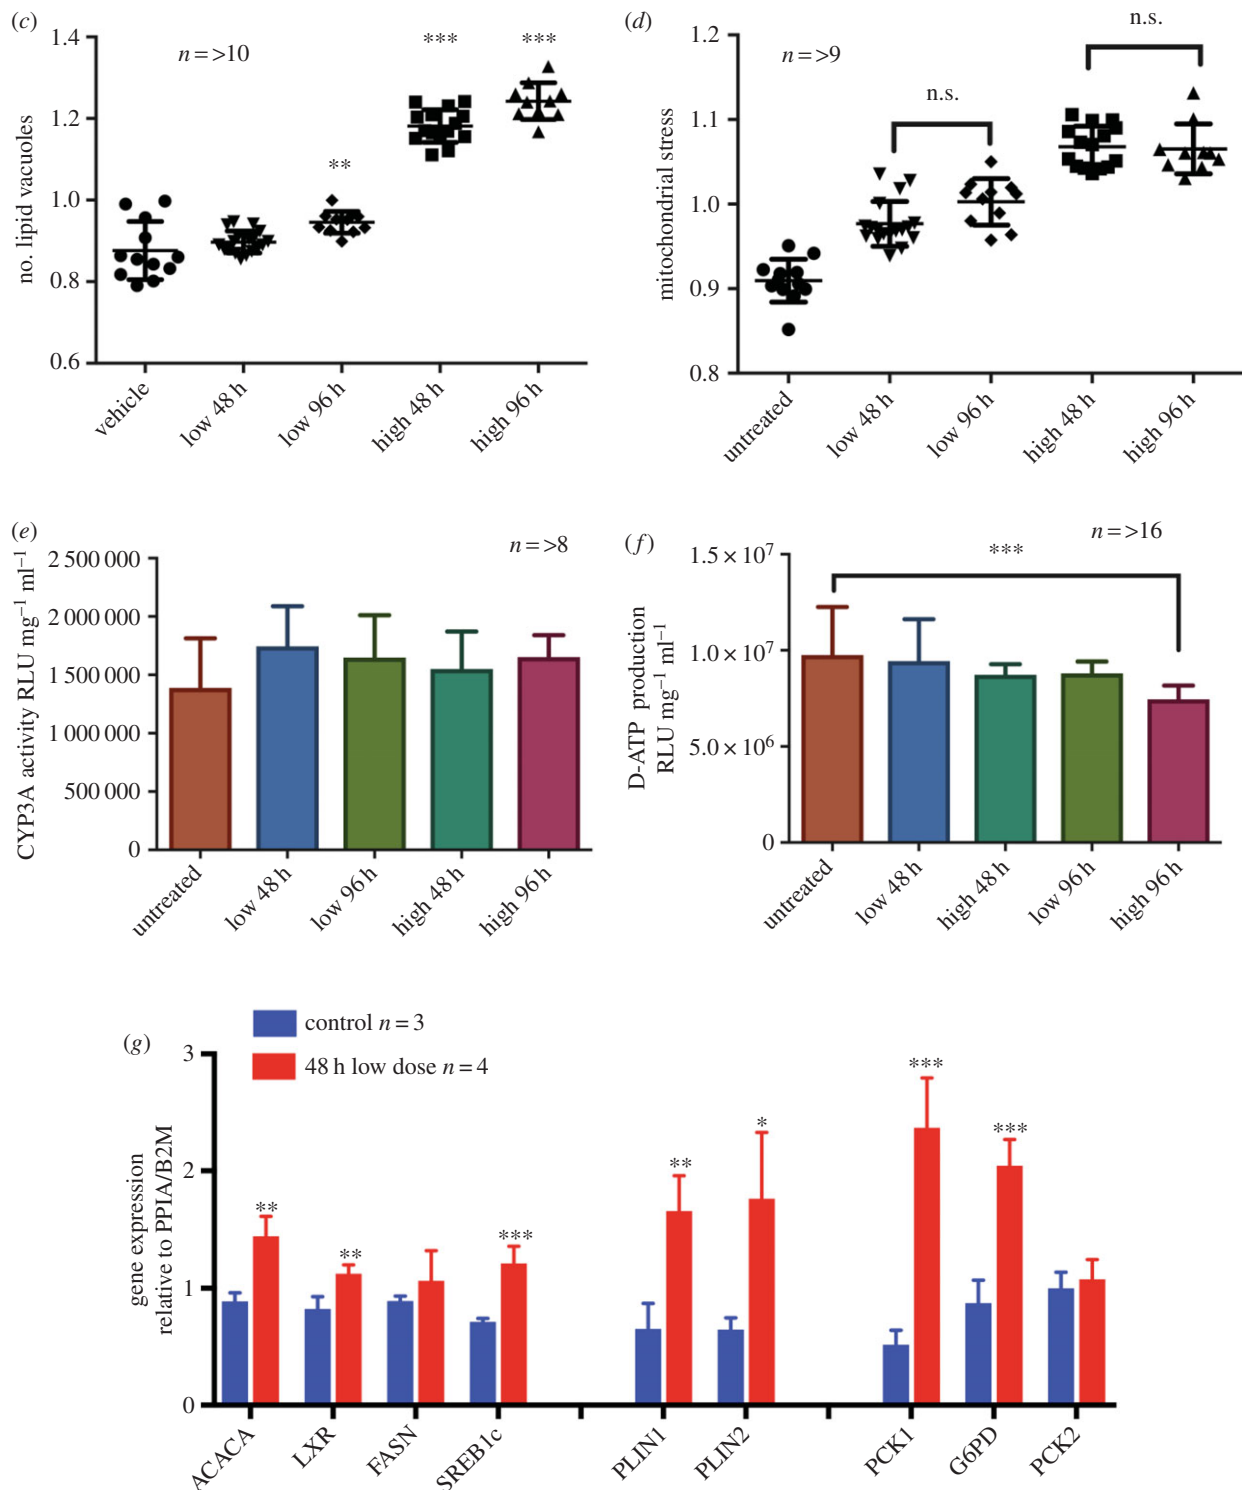 (c)
1.4
1.2
1.0
0.8
0.6
no. lipid vacuoles
n = >10
***
***
**
vehicle
low 48 h
low 96 h
high 48 h
high 96 h
(d)
1.2
1.1
1.0
0.9
0.8
mitochondrial stress
n = >9
n.s.
n.s.
untreated
low 48 h
low 96 h
high 48 h
high 96 h
(e)
2 500 000
2 000 000
1 500 000
1 000 000
500 000
0
CYP3A activity RLU mg⁻¹ ml⁻¹
n = >8
untreated
low 48 h
low 96 h
high 48 h
high 96 h
(f)
1.5 × 10⁷
1.0 × 10⁷
5.0 × 10⁶
0
D-ATP production
RLU mg⁻¹ ml⁻¹
n = >16
***
untreated
low 48 h
high 48 h
low 96 h
high 96 h
(g)
control n = 3
48 h low dose n = 4
3
2
1
0
gene expression
relative to PPIA/B2M
**
**
***
**
*
***
***
ACACA
LXR
FASN
SREB1c
PLIN1
PLIN2
PCK1
G6PD
PCK2